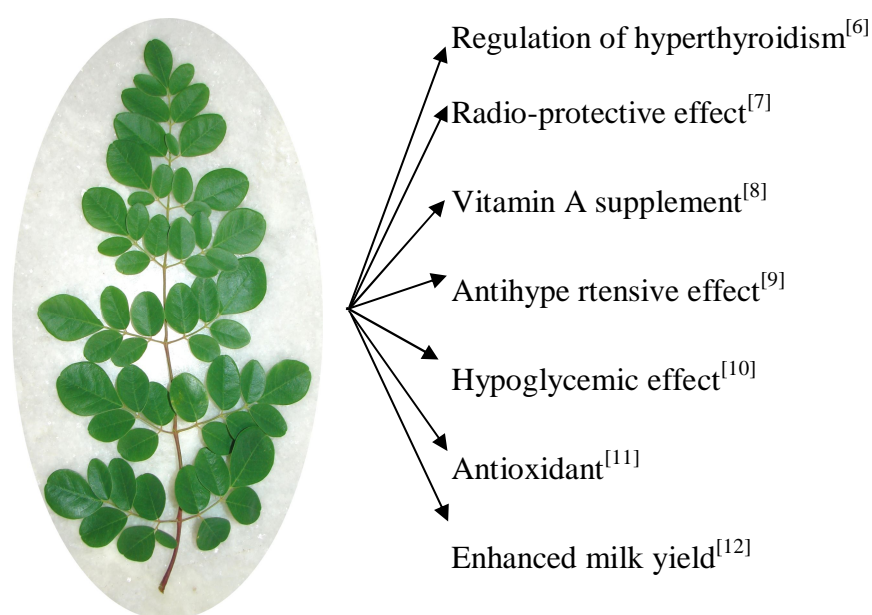 Regulation of hyperthyroidism[6]
Radio-protective effect[7]
Vitamin A supplement[8]
Antihype rtensive effect[9]
Hypoglycemic effect[10]
Antioxidant[11]
Enhanced milk yield[12]